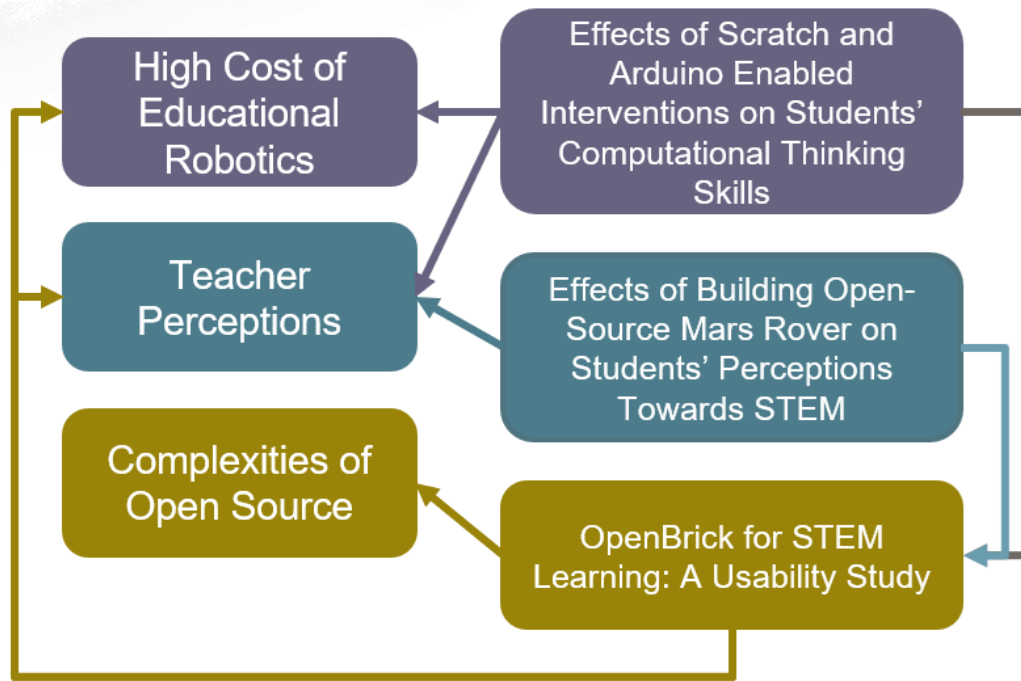 High Cost of
Educational
Robotics
Teacher
Perceptions
Complexities of
Open Source
Effects of Scratch and
Arduino Enabled
Interventions on Students’
Computational Thinking
Skills
Effects of Building Open-
Source Mars Rover on
Students’ Perceptions
Towards STEM
OpenBrick for STEM
Learning: A Usability Study